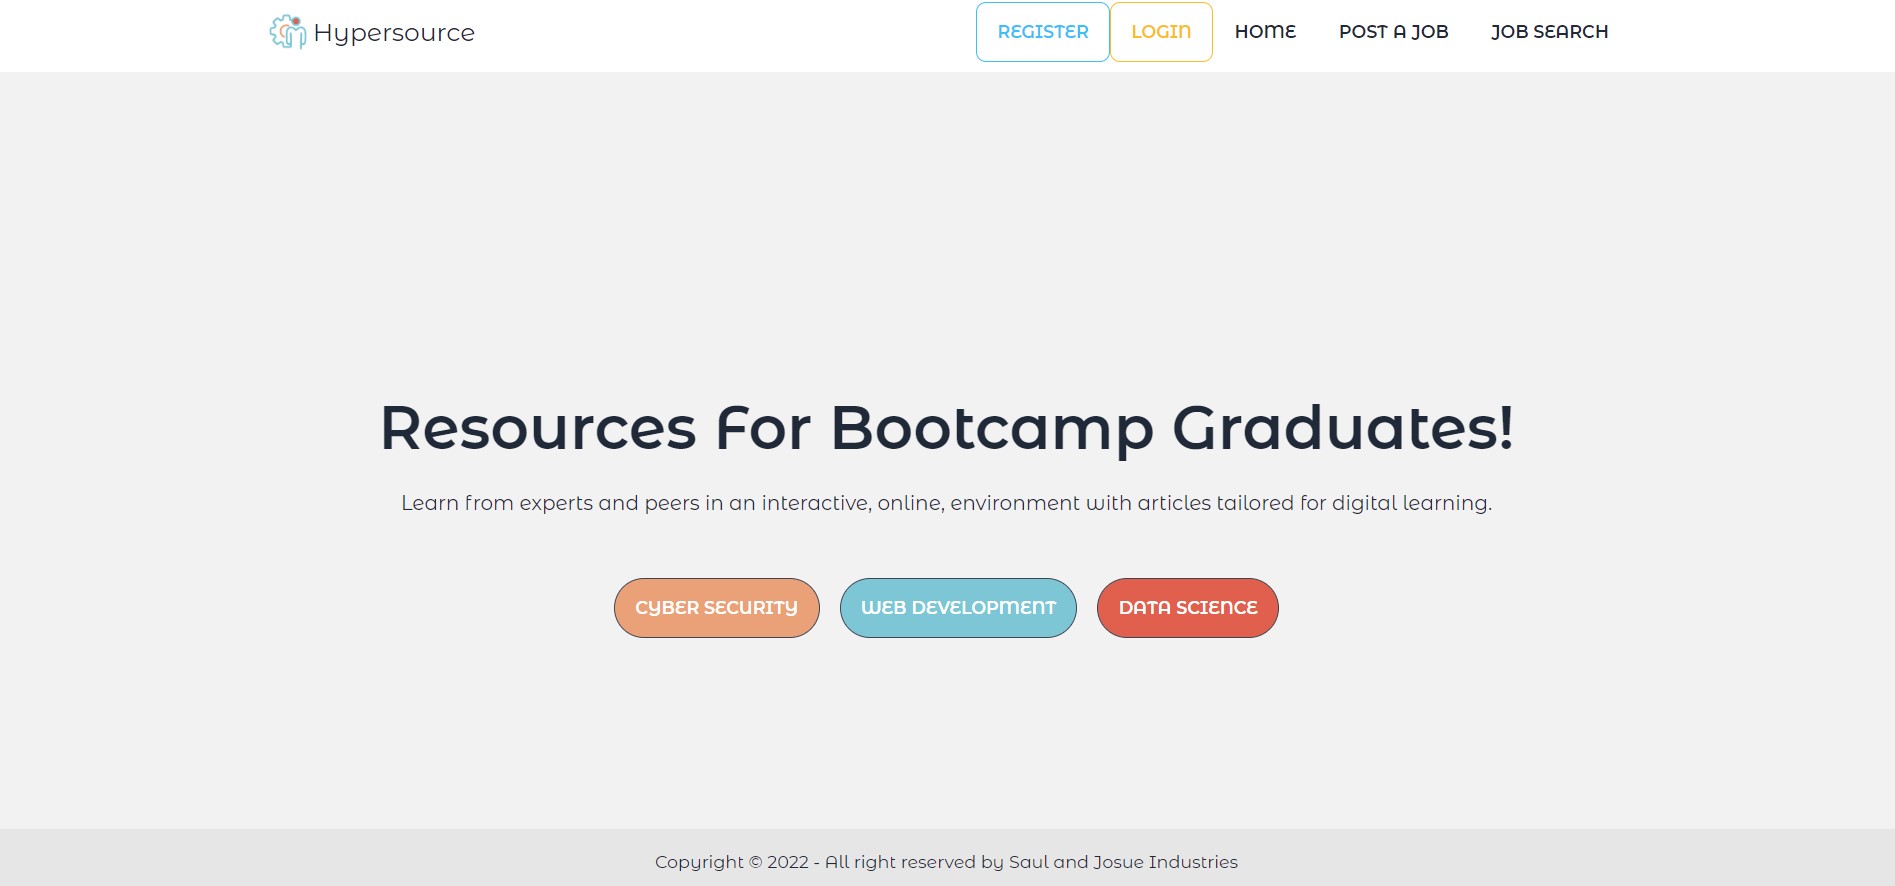 Hypersource
REGISTER LOGIN HOME POST A JOB JOB SEARCH
Resources For Bootcamp Graduates!
Learn from experts and peers in an interactive, online, environment with articles tailored for digital learning.
CYBER SECURITY WEB DEVELOPMENT DATA SCIENCE
Copyright © 2022 - All right reserved by Saul and Josue Industries